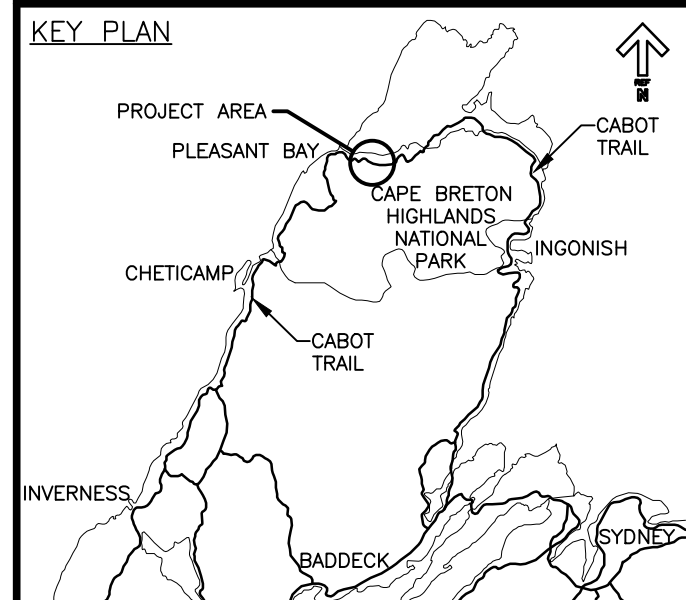 KEY PLAN
REF
N
PROJECT AREA
PLEASANT BAY
CABOT
TRAIL
CAPE BRETON
HIGHLANDS
NATIONAL
PARK
INGONISH
CHETICAMP
CABOT
TRAIL
INVERNESS
BADDECK
SYDNEY